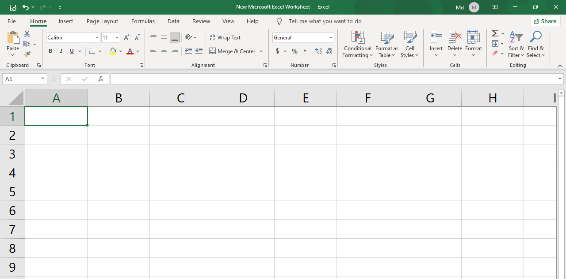 New Microsoft Excel Worksheet - Excel
Md
H
File Home Insert Page Layout Formulas Data Review View Help Tell me what you want to do Share
Paste
Calibri 11 A A
B I U A
Wrap Text
Merge & Center
General
$ % ,
Conditional Formatting
Format as Table
Cell Styles
Insert Delete Format
Sort & Filter
Find & Select
Clipboard Font Alignment Number Styles Cells Editing
A1 fx
A B C D E F G H I
1
2
3
4
5
6
7
8
9